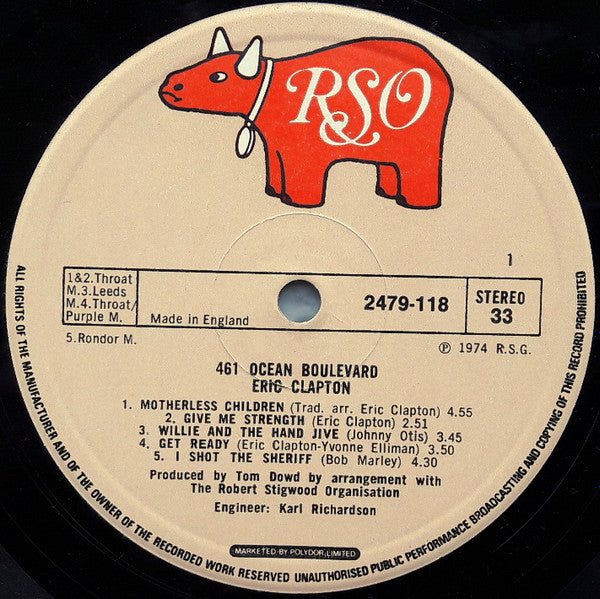 RSO
1
1&2.Throat
M.3.Leeds
M.4.Throat/
Purple M.
Made in England
2479-118
STEREO
33
5.Rondor M.
℗ 1974 R.S.G.
461 OCEAN BOULEVARD
ERIC CLAPTON
1. MOTHERLESS CHILDREN (Trad. arr. Eric Clapton) 4.55
2. GIVE ME STRENGTH (Eric Clapton) 2.51
3. WILLIE AND THE HAND JIVE (Johnny Otis) 3.45
4. GET READY (Eric Clapton-Yvonne Elliman) 3.50
5. I SHOT THE SHERIFF (Bob Marley) 4.30
Produced by Tom Dowd by arrangement with
The Robert Stigwood Organisation
Engineer: Karl Richardson
MARKETED BY POLYDOR LIMITED
ALL RIGHTS OF THE MANUFACTURER AND OF THE OWNER OF THE RECORDED WORK RESERVED UNAUTHORISED PUBLIC PERFORMANCE BROADCASTING AND COPYING OF THIS RECORD PROHIBITED